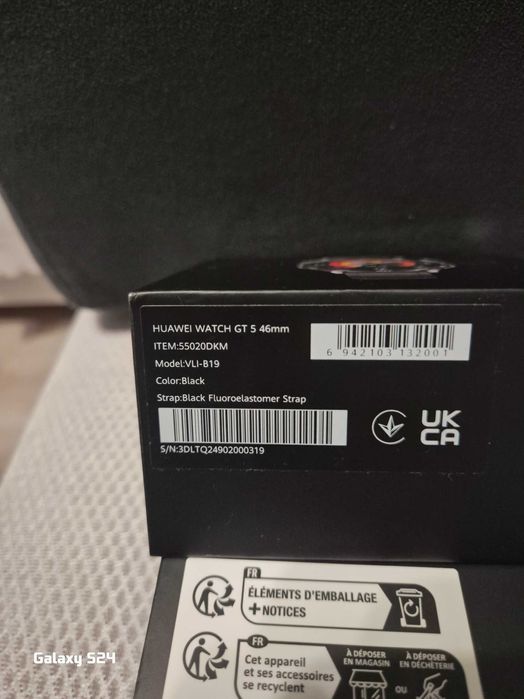 HUAWEI WATCH GT 5 46mm
ITEM:55020DKM
Model:VLI-B19
Color:Black
Strap:Black Fluoroelastomer Strap
6 942103 132001
S/N:3DLTQ24902000319
UK
CA
FR
ÉLÉMENTS D'EMBALLAGE
+ NOTICES
FR
Cet appareil
et ses accessoires
se recyclent
À DÉPOSER
EN MAGASIN
OU
À DÉPOSER
EN DÉCHÈTERIE
Galaxy S24